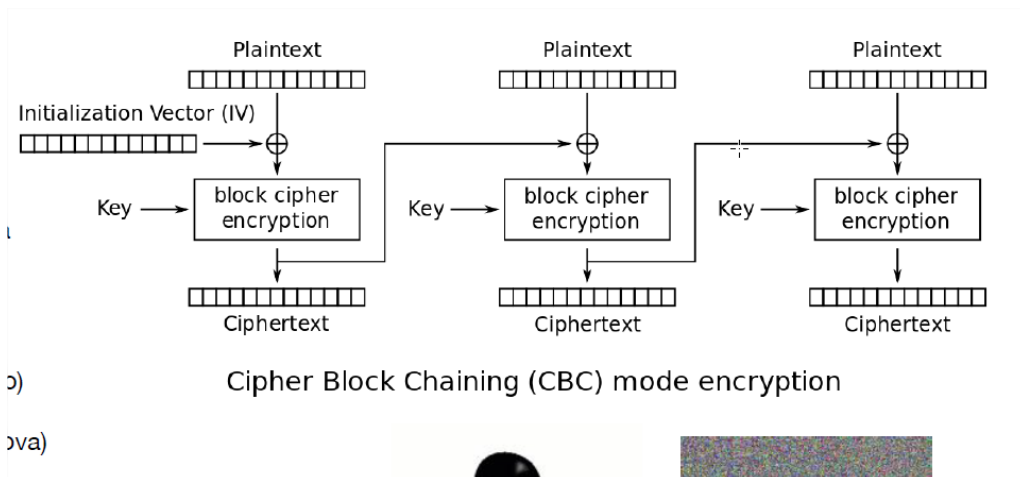 Plaintext Plaintext Plaintext
Initialization Vector (IV)
Key block cipher encryption Key block cipher encryption Key block cipher encryption
Ciphertext Ciphertext Ciphertext
Cipher Block Chaining (CBC) mode encryption